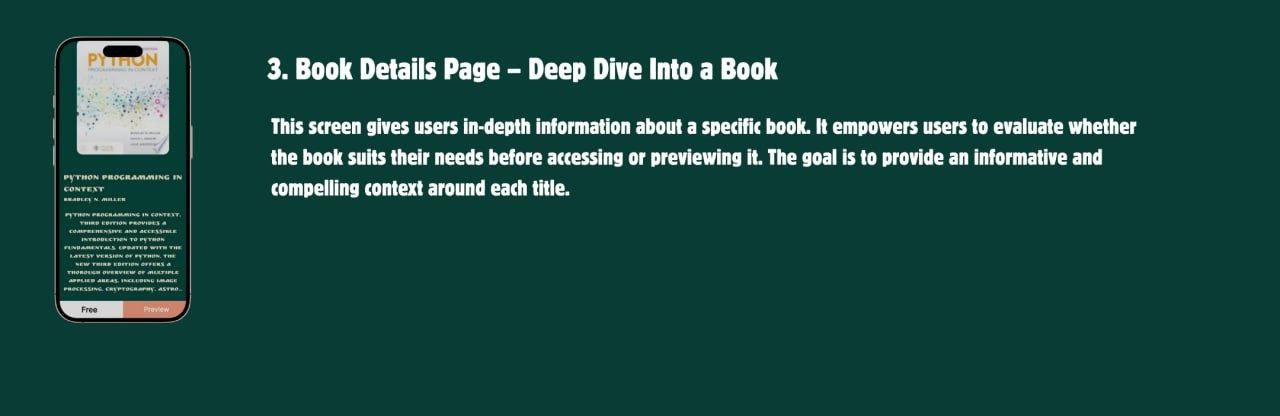 PYTHON
PROGRAMMING IN CONTEXT
PYTHON PROGRAMMING IN
CONTEXT
BRADLEY N. MILLER
PYTHON PROGRAMMING IN CONTEXT,
THIRD EDITION PROVIDES A
COMPREHENSIVE AND ACCESSIBLE
INTRODUCTION TO PYTHON
FUNDAMENTALS. UPDATED WITH THE
LATEST VERSION OF PYTHON, THE
NEW THIRD EDITION OFFERS A
THOROUGH OVERVIEW OF MULTIPLE
APPLIED AREAS, INCLUDING IMAGE
PROCESSING, CRYPTOGRAPHY, ASTRO...
Free
Preview
3. Book Details Page – Deep Dive Into a Book
This screen gives users in-depth information about a specific book. It empowers users to evaluate whether
the book suits their needs before accessing or previewing it. The goal is to provide an informative and
compelling context around each title.